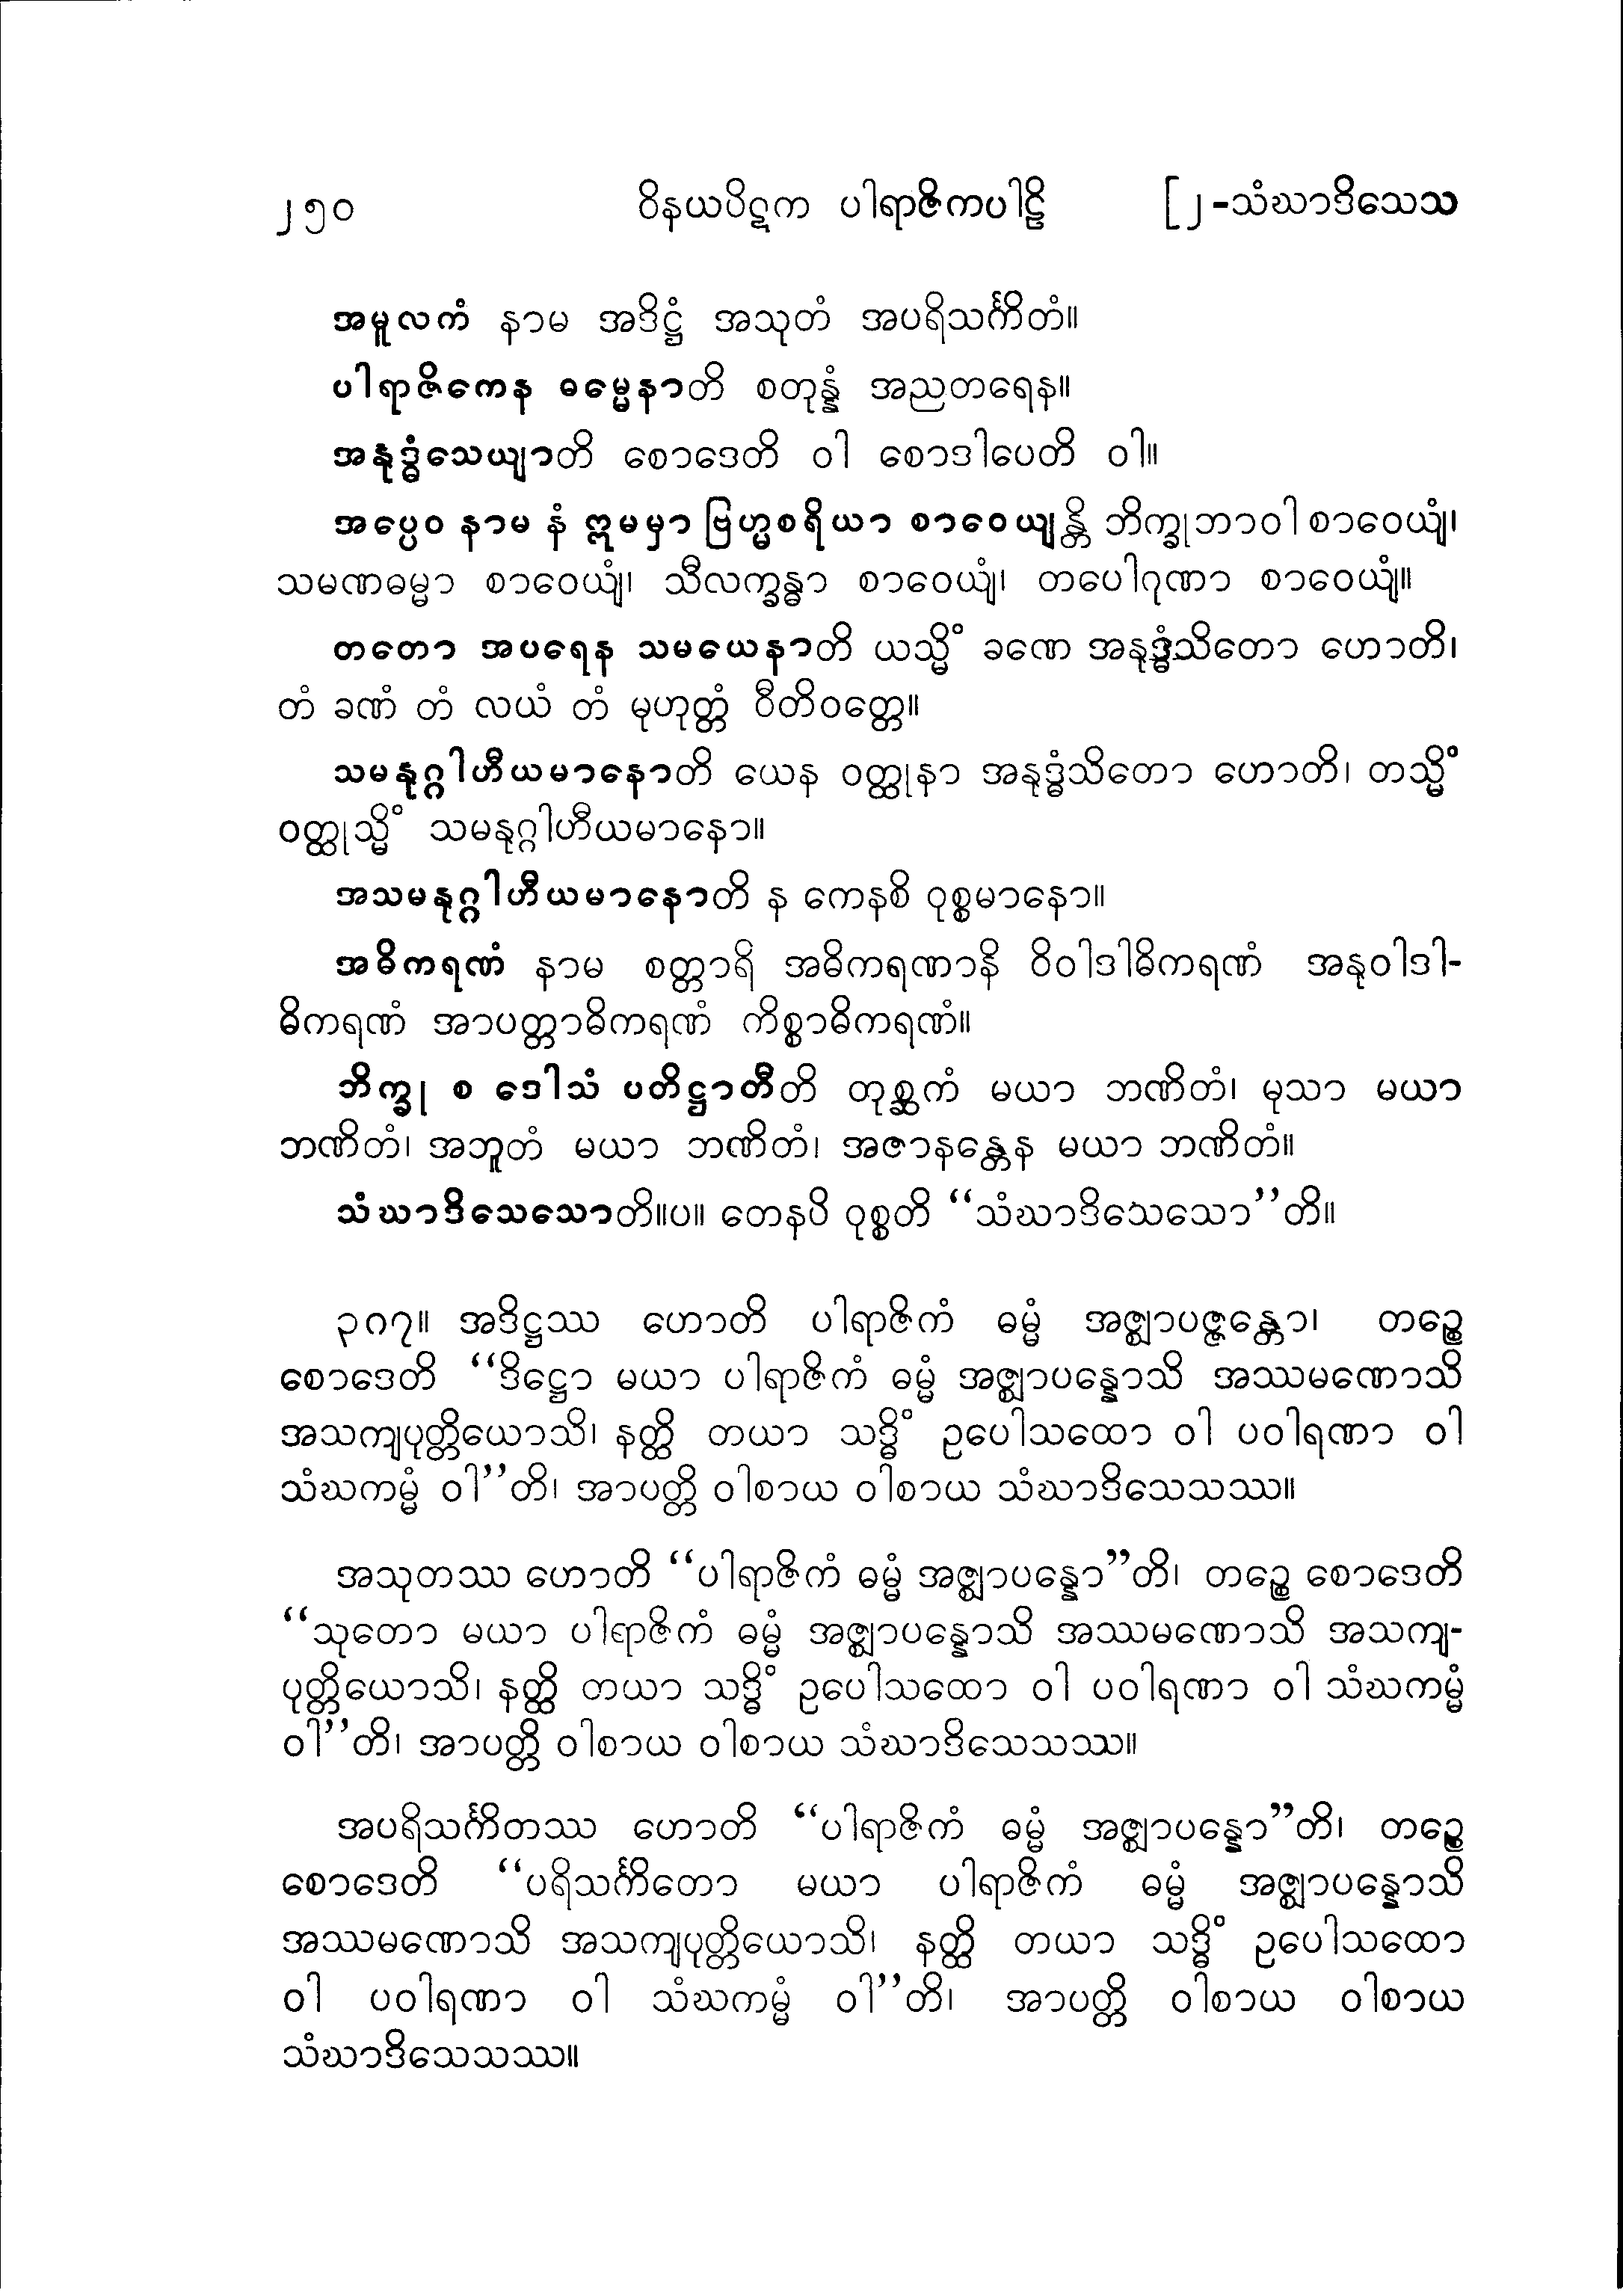 ၂၅၀ ဝိနယပိဋက ပါရာဇိကပါဠိ [၂-သံဃာဒိသေသ
အမူလကံ နာမ အဒိဋ္ဌံ အသုတံ အပရိသင်္ကိတံ။
ပါရာဇိကေန ဓမ္မေနာတိ စတုန္နံ အညတရေန။
အနုဒ္ဓံသေယျာတိ စောဒေတိ ဝါ စောဒါပေတိ ဝါ။
အပ္ပေဝ နာမ နံ ဣမမှာ ဗြဟ္မစရိယာ စာဝေယျန္တိ ဘိက္ခုဘာဝါ စာဝေယျံ၊
သမဏဓမ္မာ စာဝေယျံ၊ သီလက္ခန္ဓာ စာဝေယျံ၊ တပေါဂုဏာ စာဝေယျံ။
တတော အပရေန သမယေနာတိ ယသ္မိံ ခဏေ အနုဒ္ဓံသိတော ဟောတိ၊
တံ ခဏံ တံ လယံ တံ မုဟုတ္တံ ဝီတိဝတ္တေ။
သမနုဂ္ဂါဟီယမာနောတိ ယေန ဝတ္ထုနာ အနုဒ္ဓံသိတော ဟောတိ၊ တသ္မိံ
ဝတ္ထုသ္မိံ သမနုဂ္ဂါဟီယမာနော။
အသမနုဂ္ဂါဟီယမာနောတိ န ကေနစိ ဝုစ္စမာနော။
အဓိကရဏံ နာမ စတ္တာရိ အဓိကရဏာနိ ဝိဝါဒါဓိကရဏံ အနုဝါဒါ-
ဓိကရဏံ အာပတ္တာဓိကရဏံ ကိစ္စာဓိကရဏံ။
ဘိက္ခု စ ဒေါသံ ပတိဋ္ဌာတီတိ တုစ္ဆကံ မယာ ဘဏိတံ၊ မုသာ မယာ
ဘဏိတံ၊ အဘူတံ မယာ ဘဏိတံ၊ အဇာနန္တေန မယာ ဘဏိတံ။
သံဃာဒိသေသောတိ။ပ။ တေနပိ ဝုစ္စတိ “သံဃာဒိသေသော”တိ။
၃၈၇။ အဒိဋ္ဌဿ ဟောတိ ပါရာဇိကံ ဓမ္မံ အဇ္ဈာပဇ္ဇန္တော၊ တဉ္စေ
စောဒေတိ “ဒိဋ္ဌော မယာ ပါရာဇိကံ ဓမ္မံ အဇ္ဈာပန္နောသိ အဿမဏောသိ
အသကျပုတ္တိယောသိ၊ နတ္ထိ တယာ သဒ္ဓိံ ဥပေါသထော ဝါ ပဝါရဏာ ဝါ
သံဃကမ္မံ ဝါ”တိ၊ အာပတ္တိ ဝါစာယ ဝါစာယ သံဃာဒိသေသဿ။
အသုတဿ ဟောတိ “ပါရာဇိကံ ဓမ္မံ အဇ္ဈာပန္နော”တိ၊ တဉ္စေ စောဒေတိ
“သုတော မယာ ပါရာဇိကံ ဓမ္မံ အဇ္ဈာပန္နောသိ အဿမဏောသိ အသကျ-
ပုတ္တိယောသိ၊ နတ္ထိ တယာ သဒ္ဓိံ ဥပေါသထော ဝါ ပဝါရဏာ ဝါ သံဃကမ္မံ
ဝါ”တိ၊ အာပတ္တိ ဝါစာယ ဝါစာယ သံဃာဒိသေသဿ။
အပရိသင်္ကိတဿ ဟောတိ “ပါရာဇိကံ ဓမ္မံ အဇ္ဈာပန္နော”တိ၊ တဉ္စေ
စောဒေတိ “ပရိသင်္ကိတော မယာ ပါရာဇိကံ ဓမ္မံ အဇ္ဈာပန္နောသိ
အဿမဏောသိ အသကျပုတ္တိယောသိ၊ နတ္ထိ တယာ သဒ္ဓိံ ဥပေါသထော
ဝါ ပဝါရဏာ ဝါ သံဃကမ္မံ ဝါ”တိ၊ အာပတ္တိ ဝါစာယ ဝါစာယ
သံဃာဒိသေသဿ။